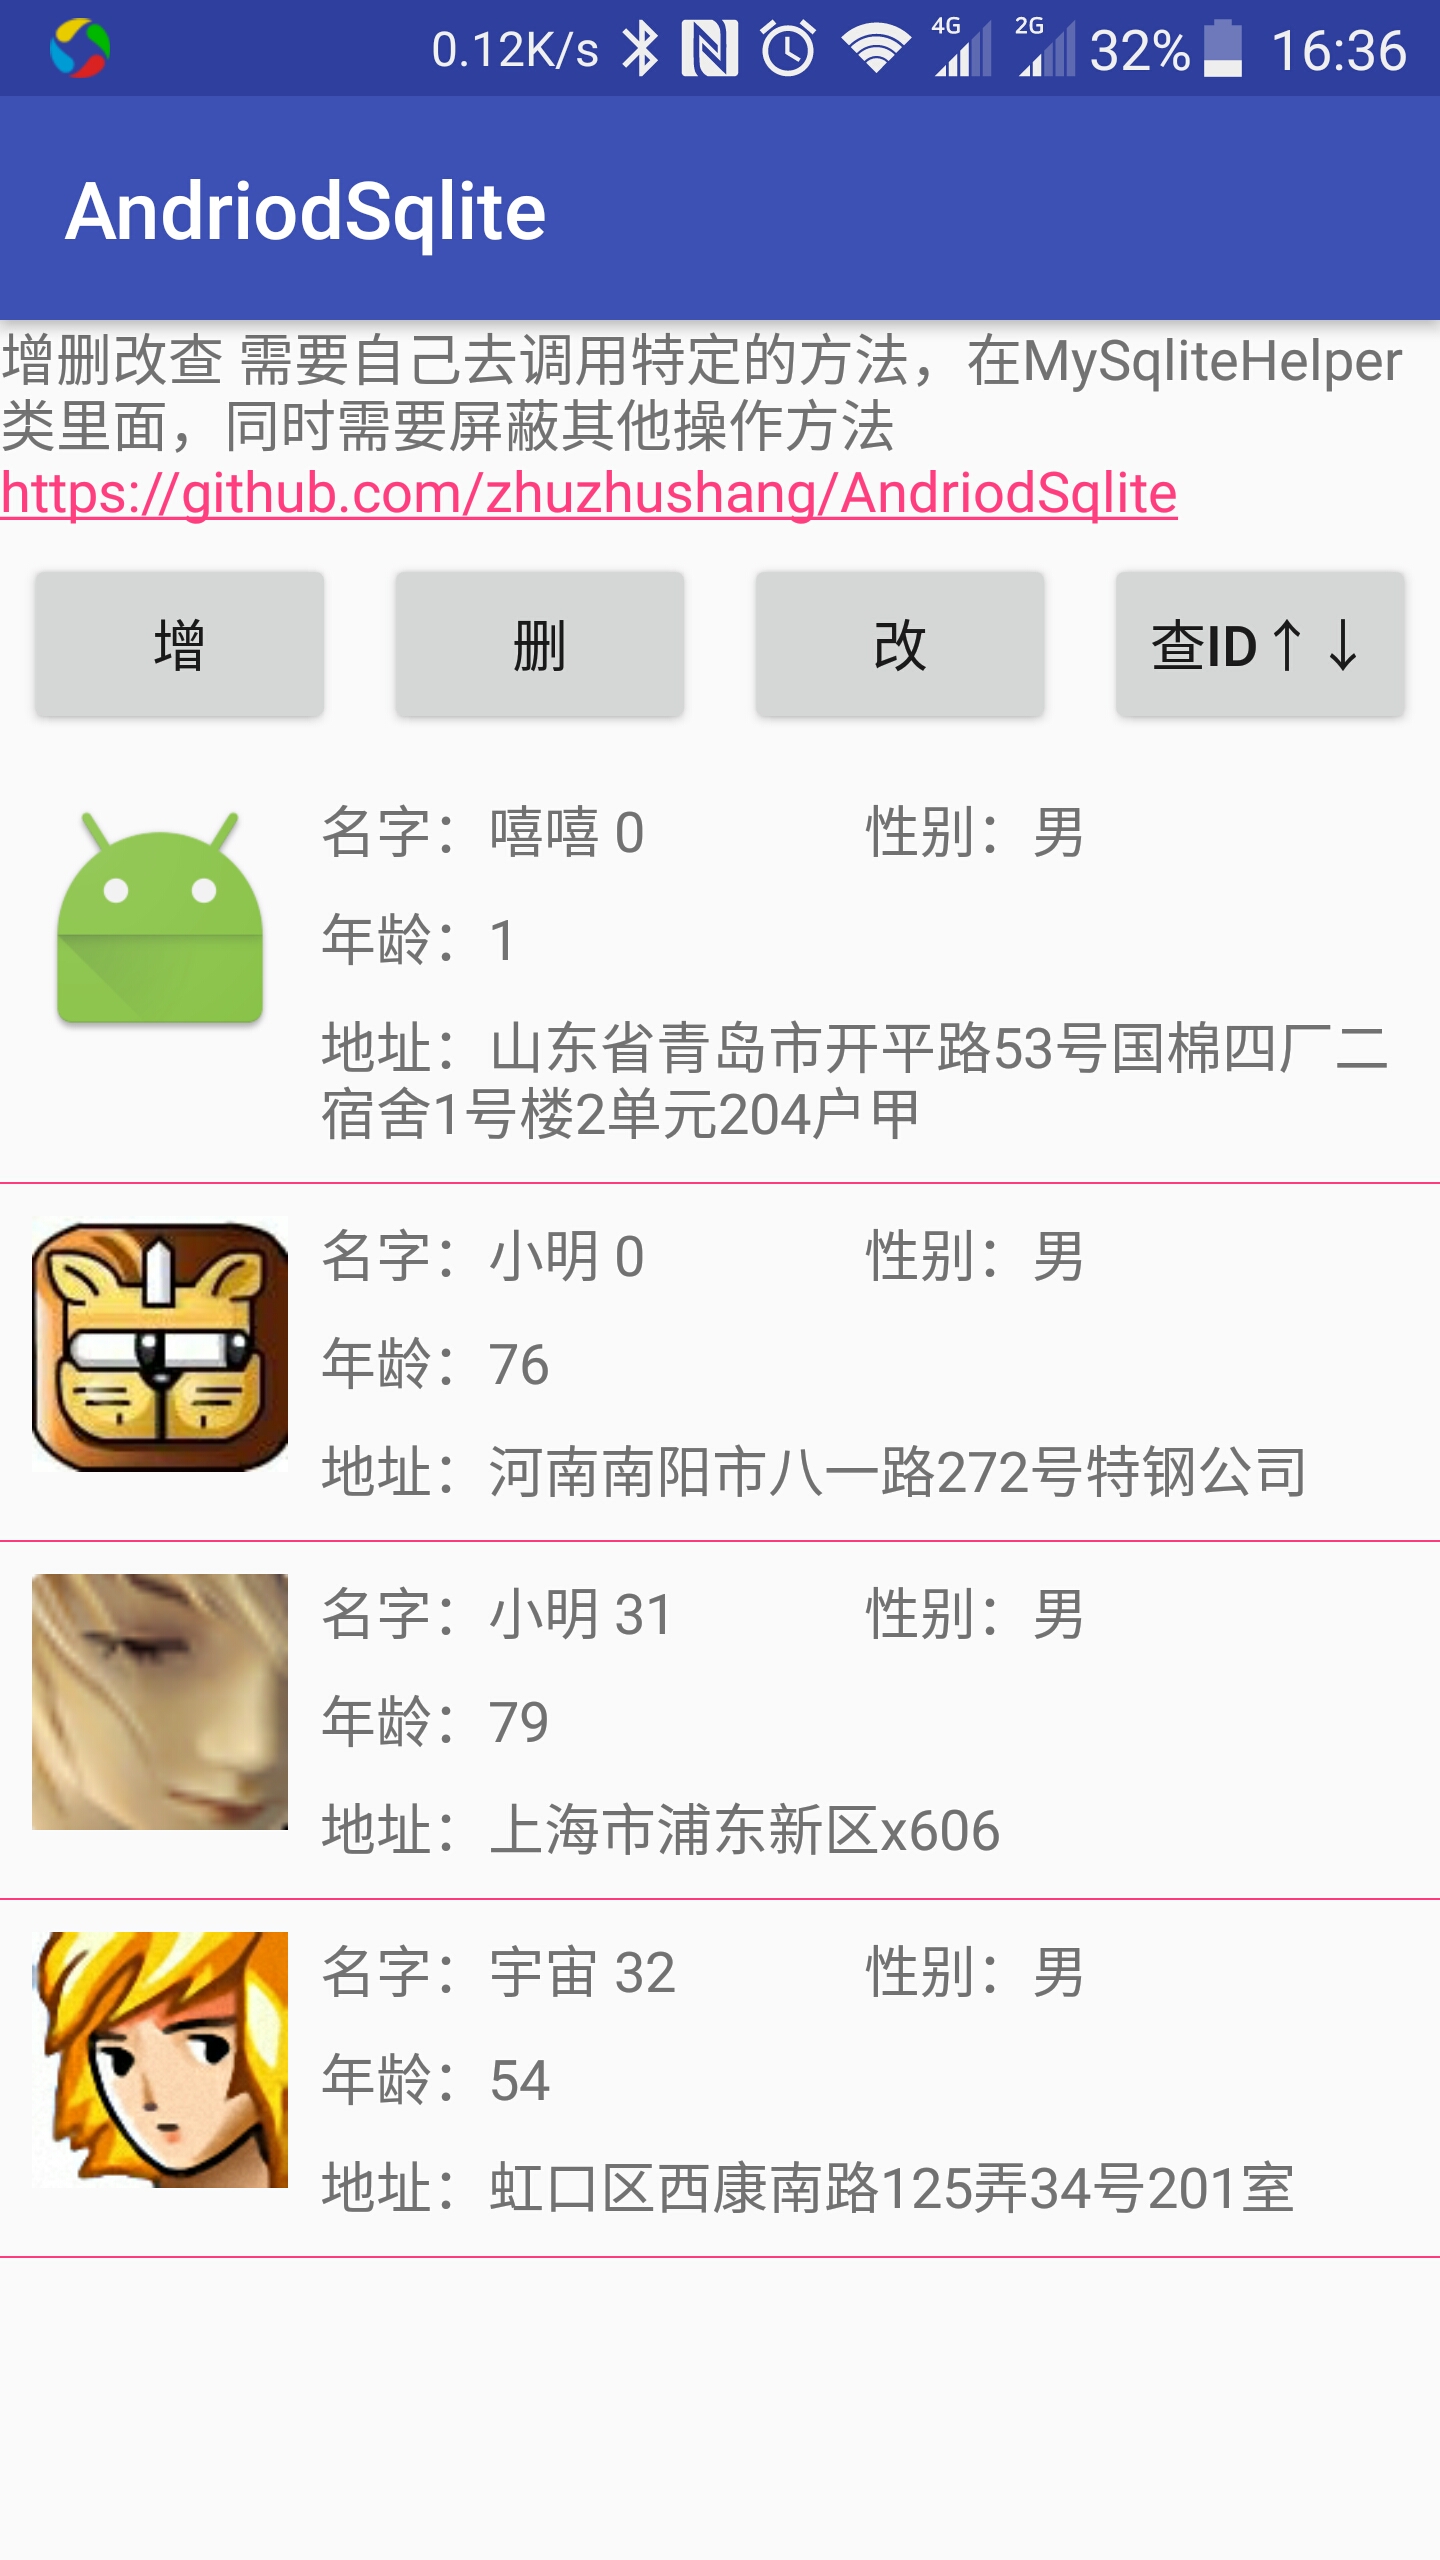 0.12K/s 4G 2G 32% 16:36
AndriodSqlite
增删改查 需要自己去调用特定的方法，在MySqliteHelper
类里面，同时需要屏蔽其他操作方法
https://github.com/zhuzhushang/AndriodSqlite
增 删 改 查ID↑↓
名字：嘻嘻 0 性别：男
年龄：1
地址：山东省青岛市开平路53号国棉四厂二
宿舍1号楼2单元204户甲
名字：小明 0 性别：男
年龄：76
地址：河南南阳市八一路272号特钢公司
名字：小明 31 性别：男
年龄：79
地址：上海市浦东新区x606
名字：宇宙 32 性别：男
年龄：54
地址：虹口区西康南路125弄34号201室